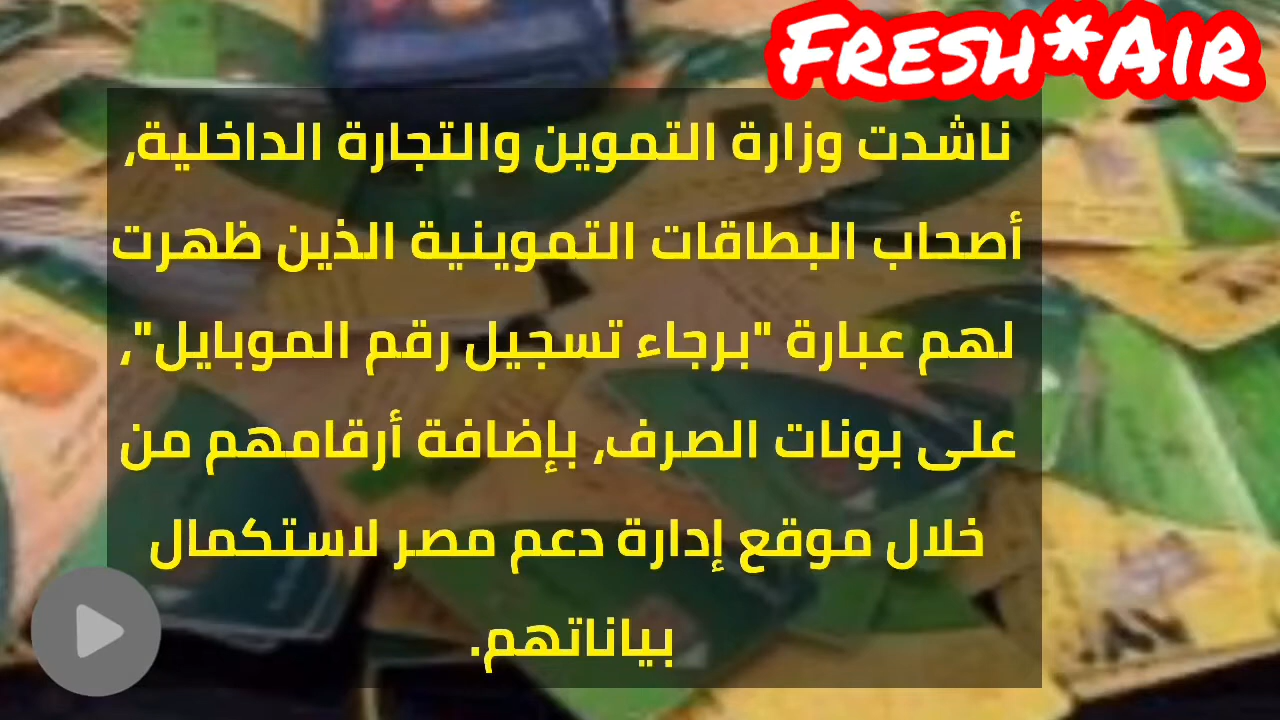 FRESH*AIR
ناشدت وزارة التموين والتجارة الداخلية,
أصحاب البطاقات التموينية الذين ظهرت
لهم عبارة "برجاء تسجيل رقم الموبايل",
على بونات الصرف, بإضافة أرقامهم من
خلال موقع إدارة دعم مصر لاستكمال
بياناتهم.